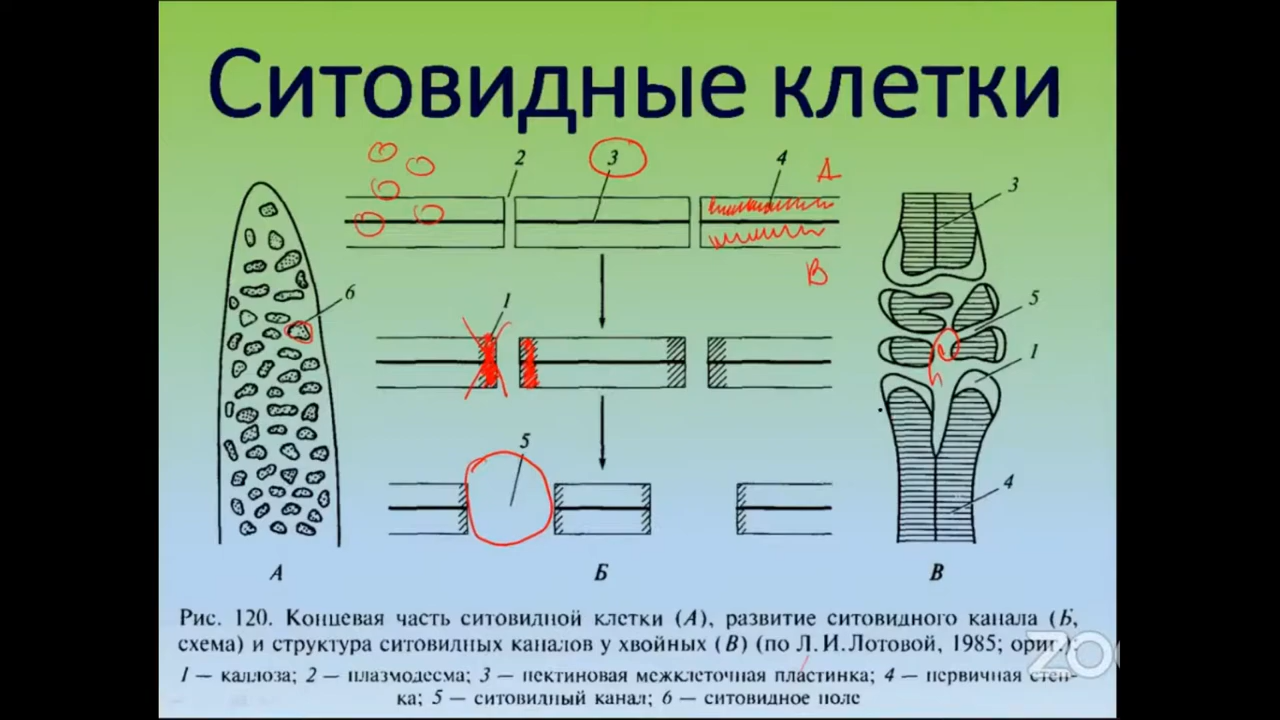 Ситовидные клетки
2
3
4
А
В
3
6
1
5
1
5
4
А
Б
В
Рис. 120. Концевая часть ситовидной клетки (А), развитие ситовидного канала (Б,
схема) и структура ситовидных каналов у хвойных (В) (по Л. И. Лотовой, 1985; ориг.):
1 — каллоза; 2 — плазмодесма; 3 — пектиновая межклеточная пластинка; 4 — первичная стен-
ка; 5 — ситовидный канал; 6 — ситовидное поле
zo